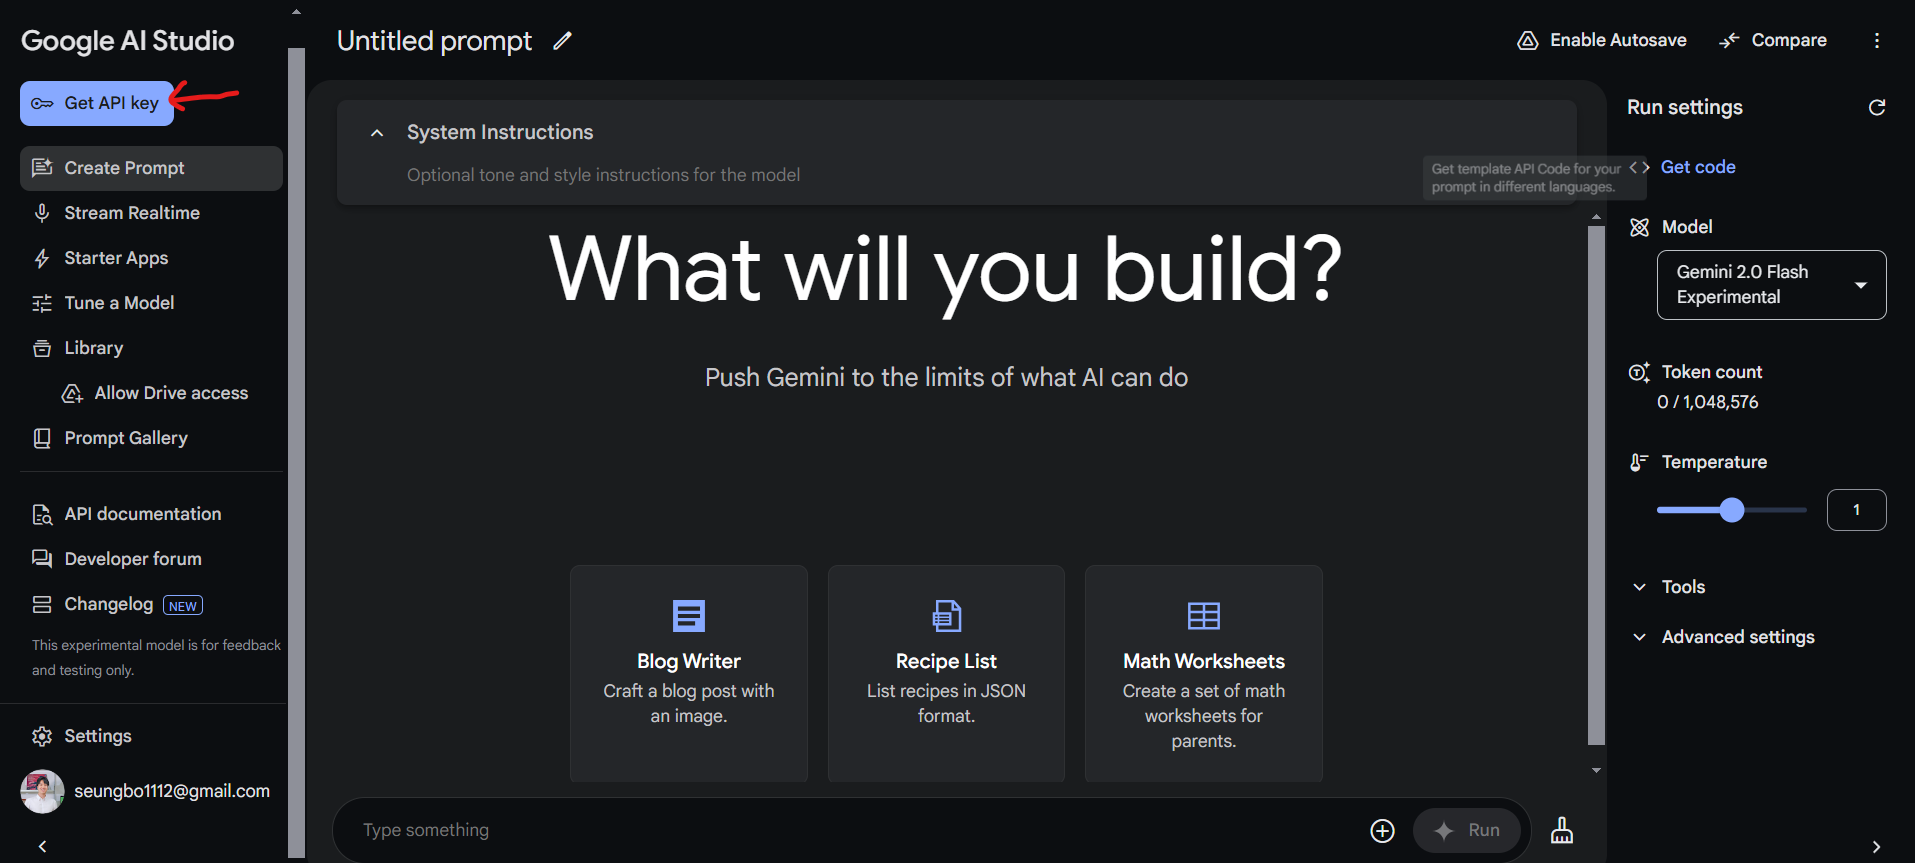 Google AI Studio
Get API key
Create Prompt
Stream Realtime
Starter Apps
Tune a Model
Library
Allow Drive access
Prompt Gallery
API documentation
Developer forum
Changelog NEW
This experimental model is for feedback
and testing only.
Settings
seungbo1112@gmail.com
Untitled prompt
Enable Autosave
Compare
System Instructions
Optional tone and style instructions for the model
Get template API Code for your
prompt in different languages.
What will you build?
Push Gemini to the limits of what AI can do
Blog Writer
Craft a blog post with
an image.
Recipe List
List recipes in JSON
format.
Math Worksheets
Create a set of math
worksheets for
parents.
Type something
Run
Run settings
Get code
Model
Gemini 2.0 Flash
Experimental
Token count
0 / 1,048,576
Temperature
1
Tools
Advanced settings